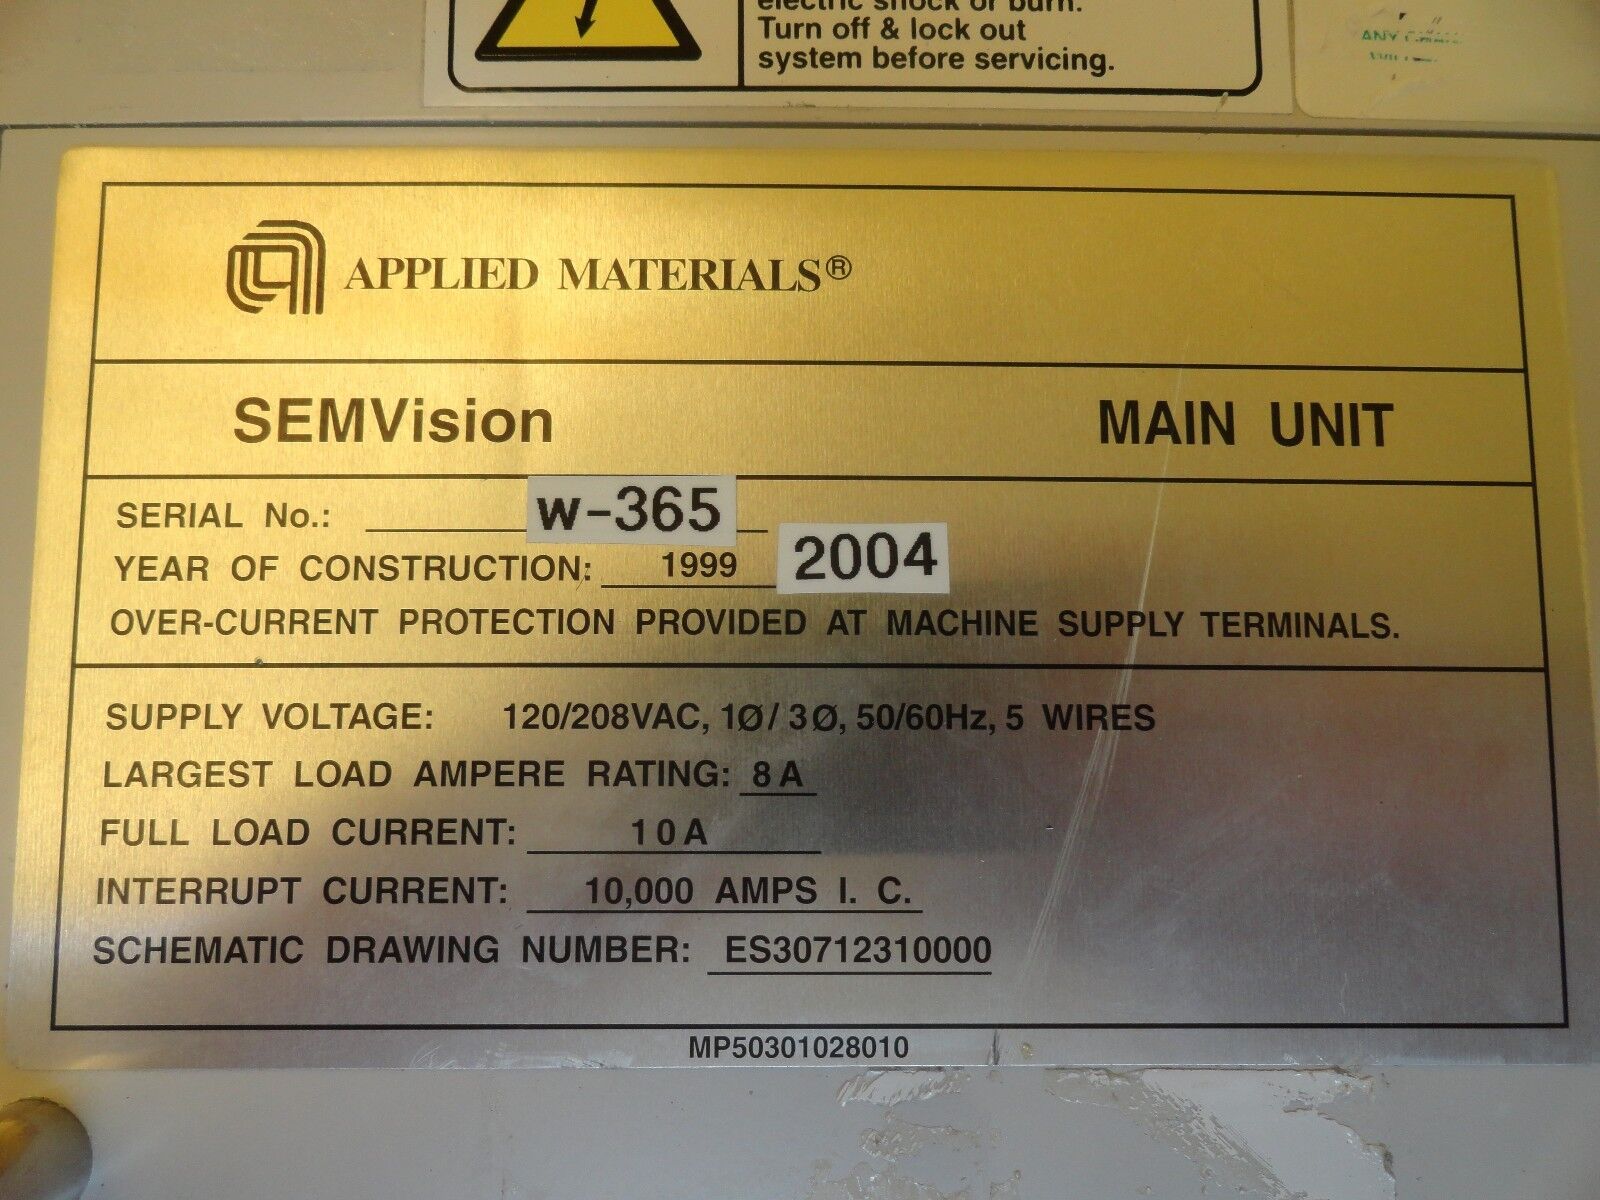 electric shock or burn.
Turn off & lock out
system before servicing.
ANY
APPLIED MATERIALS®
SEMVision MAIN UNIT
SERIAL No.: w-365
YEAR OF CONSTRUCTION: 1999 2004
OVER-CURRENT PROTECTION PROVIDED AT MACHINE SUPPLY TERMINALS.
SUPPLY VOLTAGE: 120/208VAC, 1Ø/ 3Ø, 50/60Hz, 5 WIRES
LARGEST LOAD AMPERE RATING: 8 A
FULL LOAD CURRENT: 10A
INTERRUPT CURRENT: 10,000 AMPS I. C.
SCHEMATIC DRAWING NUMBER: ES30712310000
MP50301028010